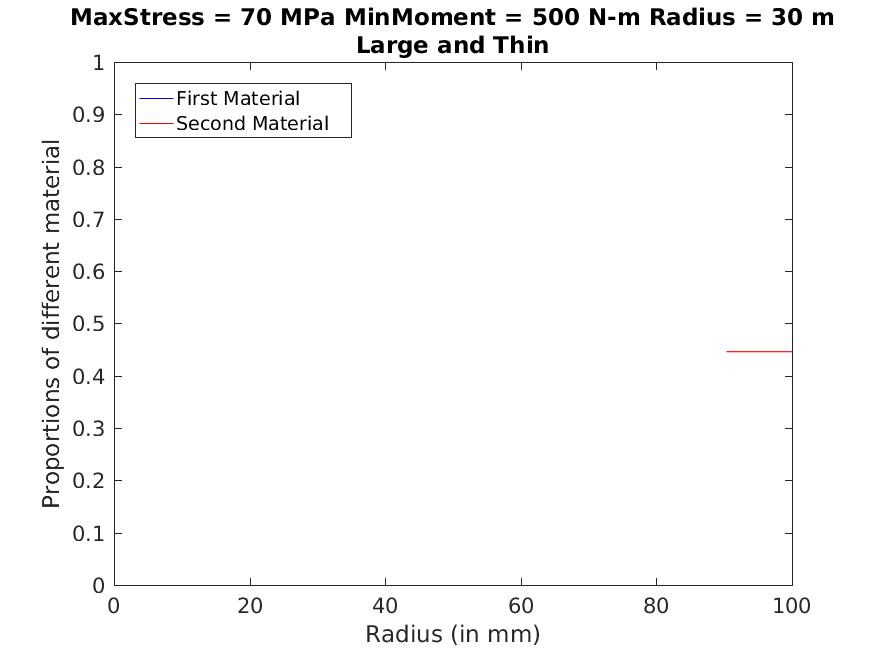 MaxStress = 70 MPa MinMoment = 500 N-m Radius = 30 m
Large and Thin
1
First Material
0.9
Second Material
0.8
0.7
0.6
0.5
0.4
0.3
0.2
0.1
0
Proportions of different material
0 20 40 60 80 100
Radius (in mm)